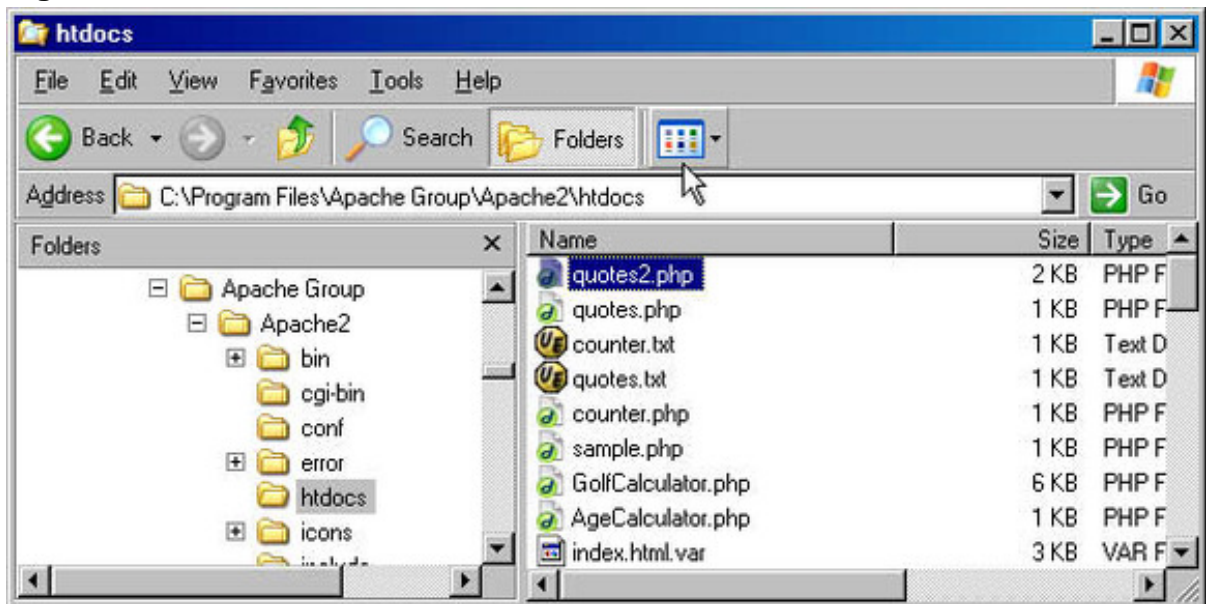 htdocs
File Edit View Favorites Tools Help
Back Search Folders
Address C:\Program Files\Apache Group\Apache2\htdocs Go
Folders
Apache Group
Apache2
bin
cgi-bin
conf
error
htdocs
icons
Name Size Type
quotes2.php 2 KB PHP F
quotes.php 1 KB PHP F
counter.txt 1 KB Text D
quotes.txt 1 KB Text D
counter.php 1 KB PHP F
sample.php 1 KB PHP F
GolfCalculator.php 6 KB PHP F
AgeCalculator.php 1 KB PHP F
index.html.var 3 KB VAR F